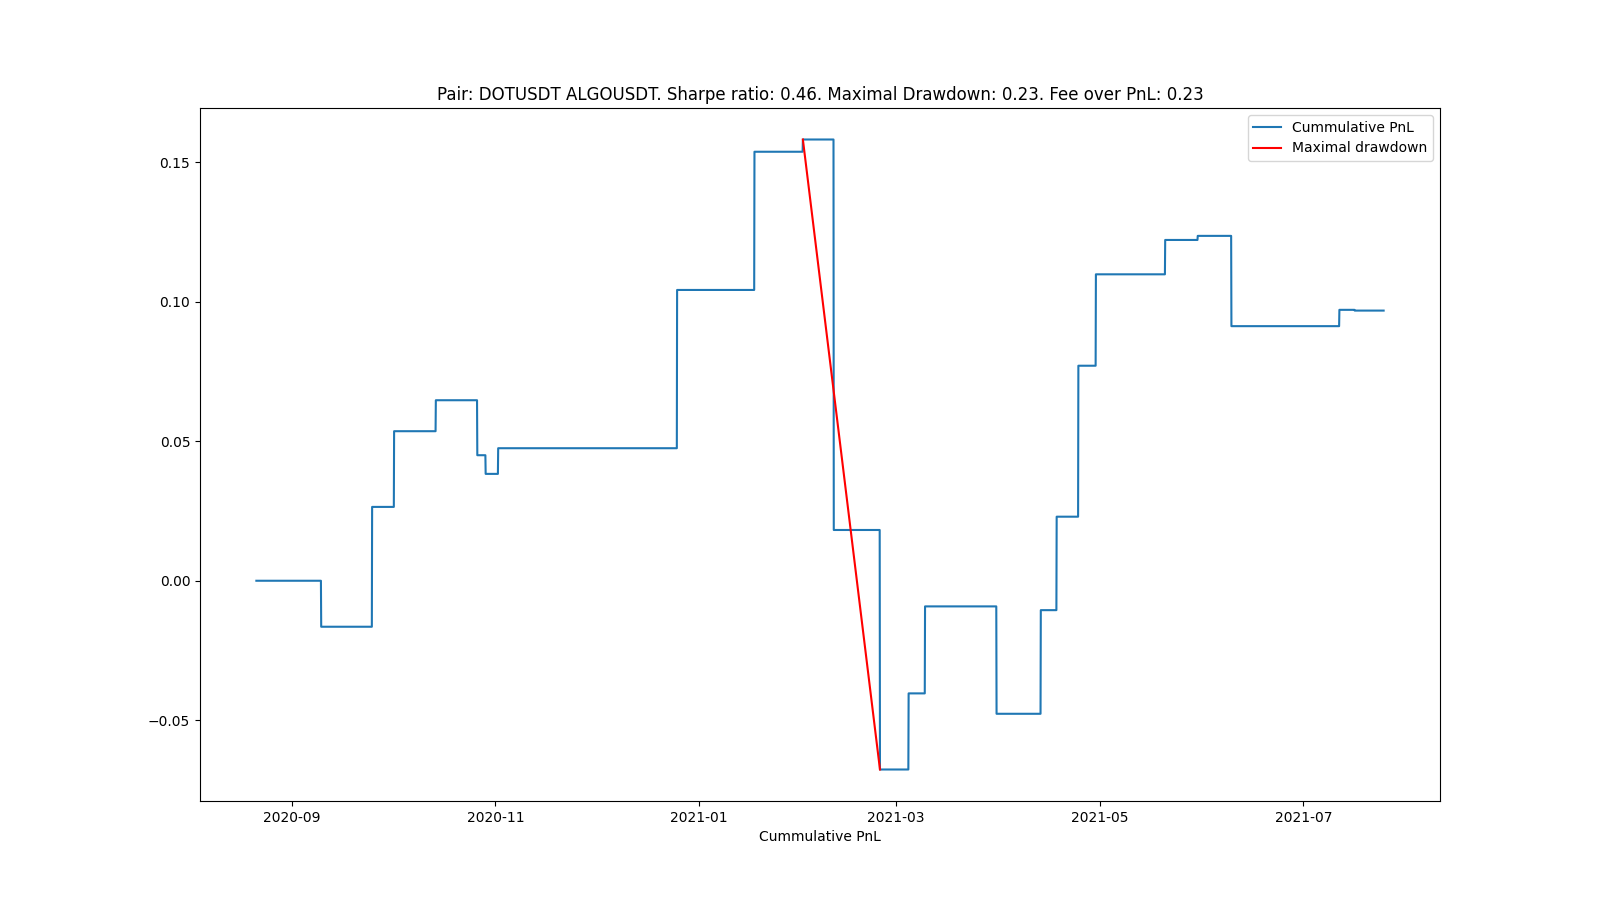 Pair: DOTUSDT ALGOUSDT. Sharpe ratio: 0.46. Maximal Drawdown: 0.23. Fee over PnL: 0.23
Cummulative PnL
Maximal drawdown
0.15
0.10
0.05
0.00
−0.05
2020-09 2020-11 2021-01 2021-03 2021-05 2021-07
Cummulative PnL